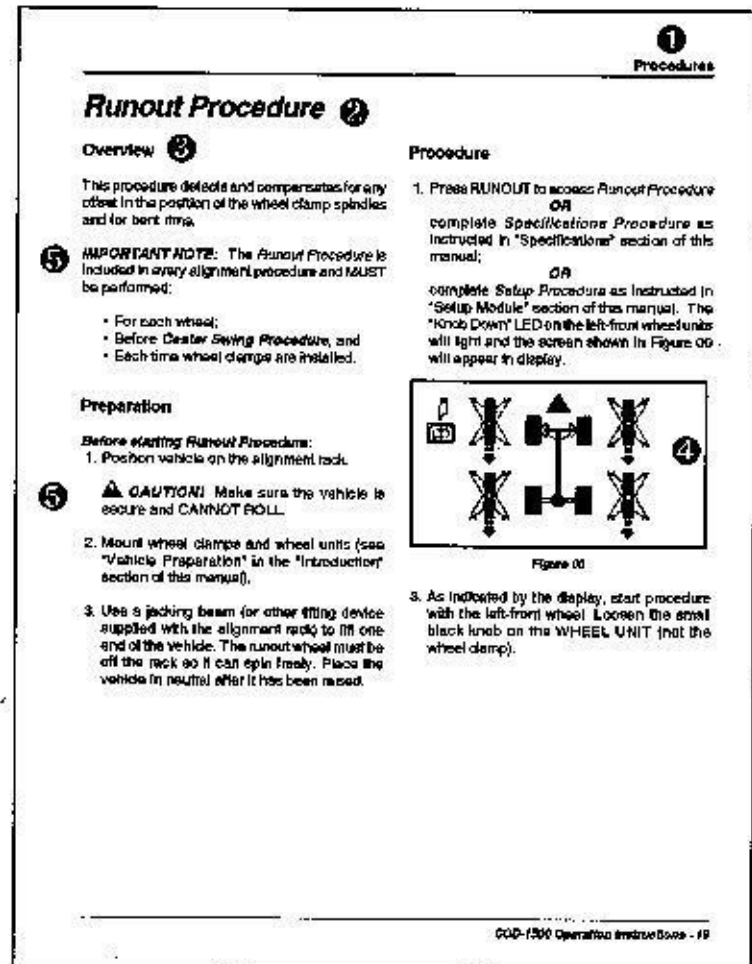 1
Procedures
Runout Procedure 2
Overview 3
This procedure detects and compensates for any
offset in the position of the wheel clamp spindles
and for bent rims.
5 IMPORTANT NOTE: The Runout Procedure is
included in every alignment procedure and MUST
be performed:
• For each wheel;
• Before Caster Swing Procedure, and
• Each time wheel clamps are installed.
Preparation
Before starting Runout Procedure:
1. Position vehicle on the alignment rack.
5 CAUTION! Make sure the vehicle is
secure and CANNOT ROLL.
2. Mount wheel clamps and wheel units (see
"Vehicle Preparation" in the "Introduction"
section of this manual).
3. Use a jacking beam (or other lifting device
supplied with the alignment rack) to lift one
end of the vehicle. The runout wheel must be
off the rack so it can spin freely. Place the
vehicle in neutral after it has been raised.
Procedure
1. Press RUNOUT to access Runout Procedure
OR
complete Specifications Procedure as
instructed in "Specifications" section of this
manual;
OR
complete Setup Procedure as instructed in
"Setup Module" section of this manual. The
"Knob Down" LED on the left-front wheel units
will light and the screen shown in Figure 00
will appear in display.
4
Figure 00
3. As indicated by the display, start procedure
with the left-front wheel. Loosen the small
black knob on the WHEEL UNIT (not the
wheel clamp).
Operation Instructions - 19